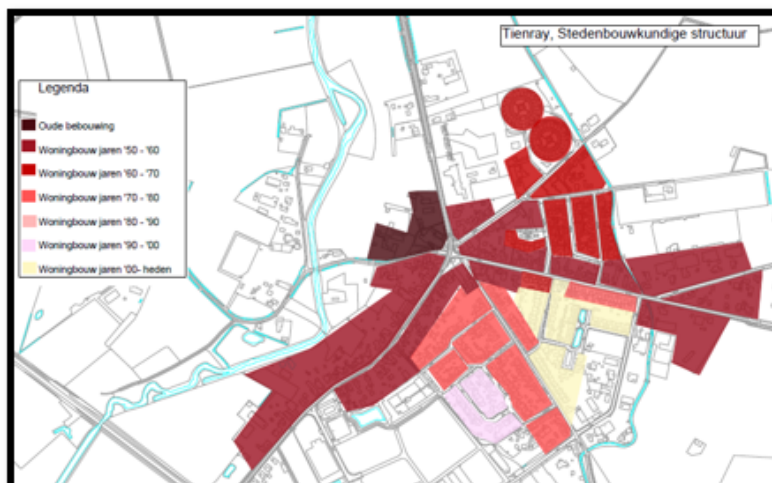 Tienray, Stedenbouwkundige structuur
Legenda
Oude bebouwing
Woningbouw jaren '50 - '60
Woningbouw jaren '60 - '70
Woningbouw jaren '70 - '80
Woningbouw jaren '80 - '90
Woningbouw jaren '90 - '00
Woningbouw jaren '00- heden